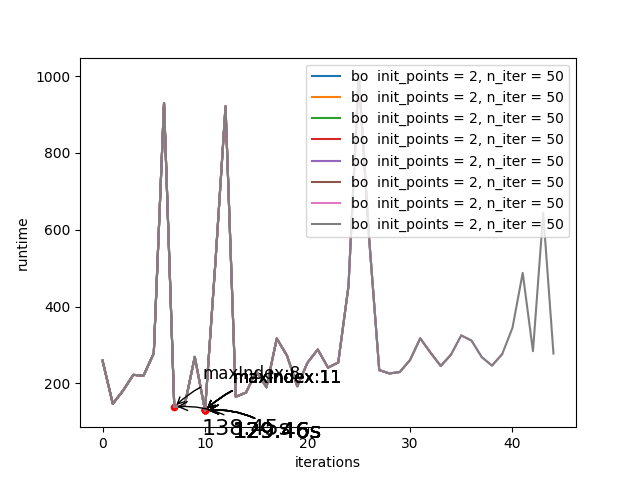 1000
800
600
400
200
runtime
bo init_points = 2, n_iter = 50
bo init_points = 2, n_iter = 50
bo init_points = 2, n_iter = 50
bo init_points = 2, n_iter = 50
bo init_points = 2, n_iter = 50
bo init_points = 2, n_iter = 50
bo init_points = 2, n_iter = 50
bo init_points = 2, n_iter = 50
maxIndex:8
maxIndex:11
138.45s
129.46s
0 10 20 30 40
iterations